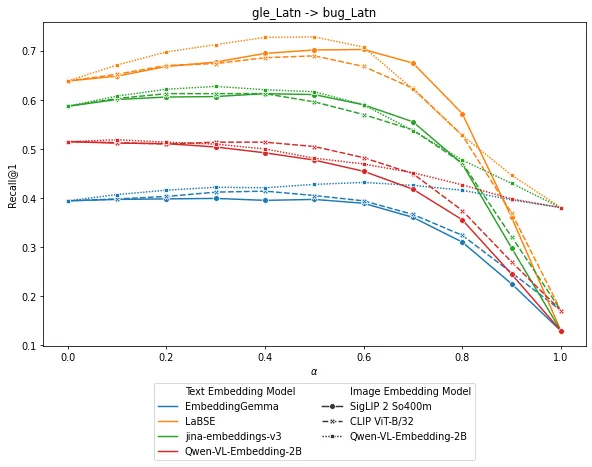 gle_Latn -> bug_Latn
Recall@1
0.7
0.6
0.5
0.4
0.3
0.2
0.1
0.0 0.2 0.4 0.6 0.8 1.0
α
Text Embedding Model
EmbeddingGemma
LaBSE
jina-embeddings-v3
Qwen-VL-Embedding-2B
Image Embedding Model
SigLIP 2 So400m
CLIP ViT-B/32
Qwen-VL-Embedding-2B